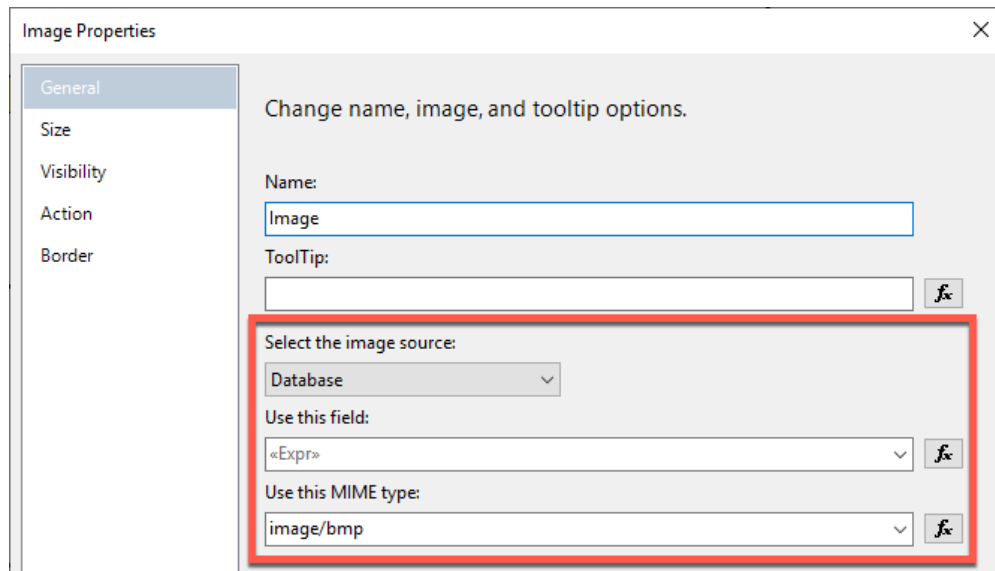 Image Properties
General
Size
Visibility
Action
Border
Change name, image, and tooltip options.
Name:
Image
ToolTip:
fx
Select the image source:
Database
Use this field:
«Expr»
fx
Use this MIME type:
image/bmp
fx